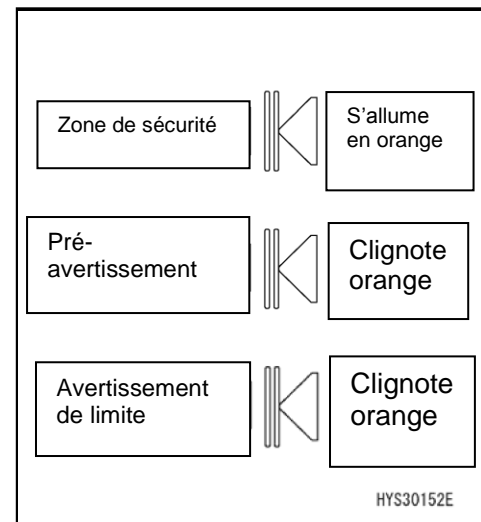 Zone de sécurité
S'allume
en orange
Pré-
avertissement
Clignote
orange
Avertissement
de limite
Clignote
orange
HYS30152E